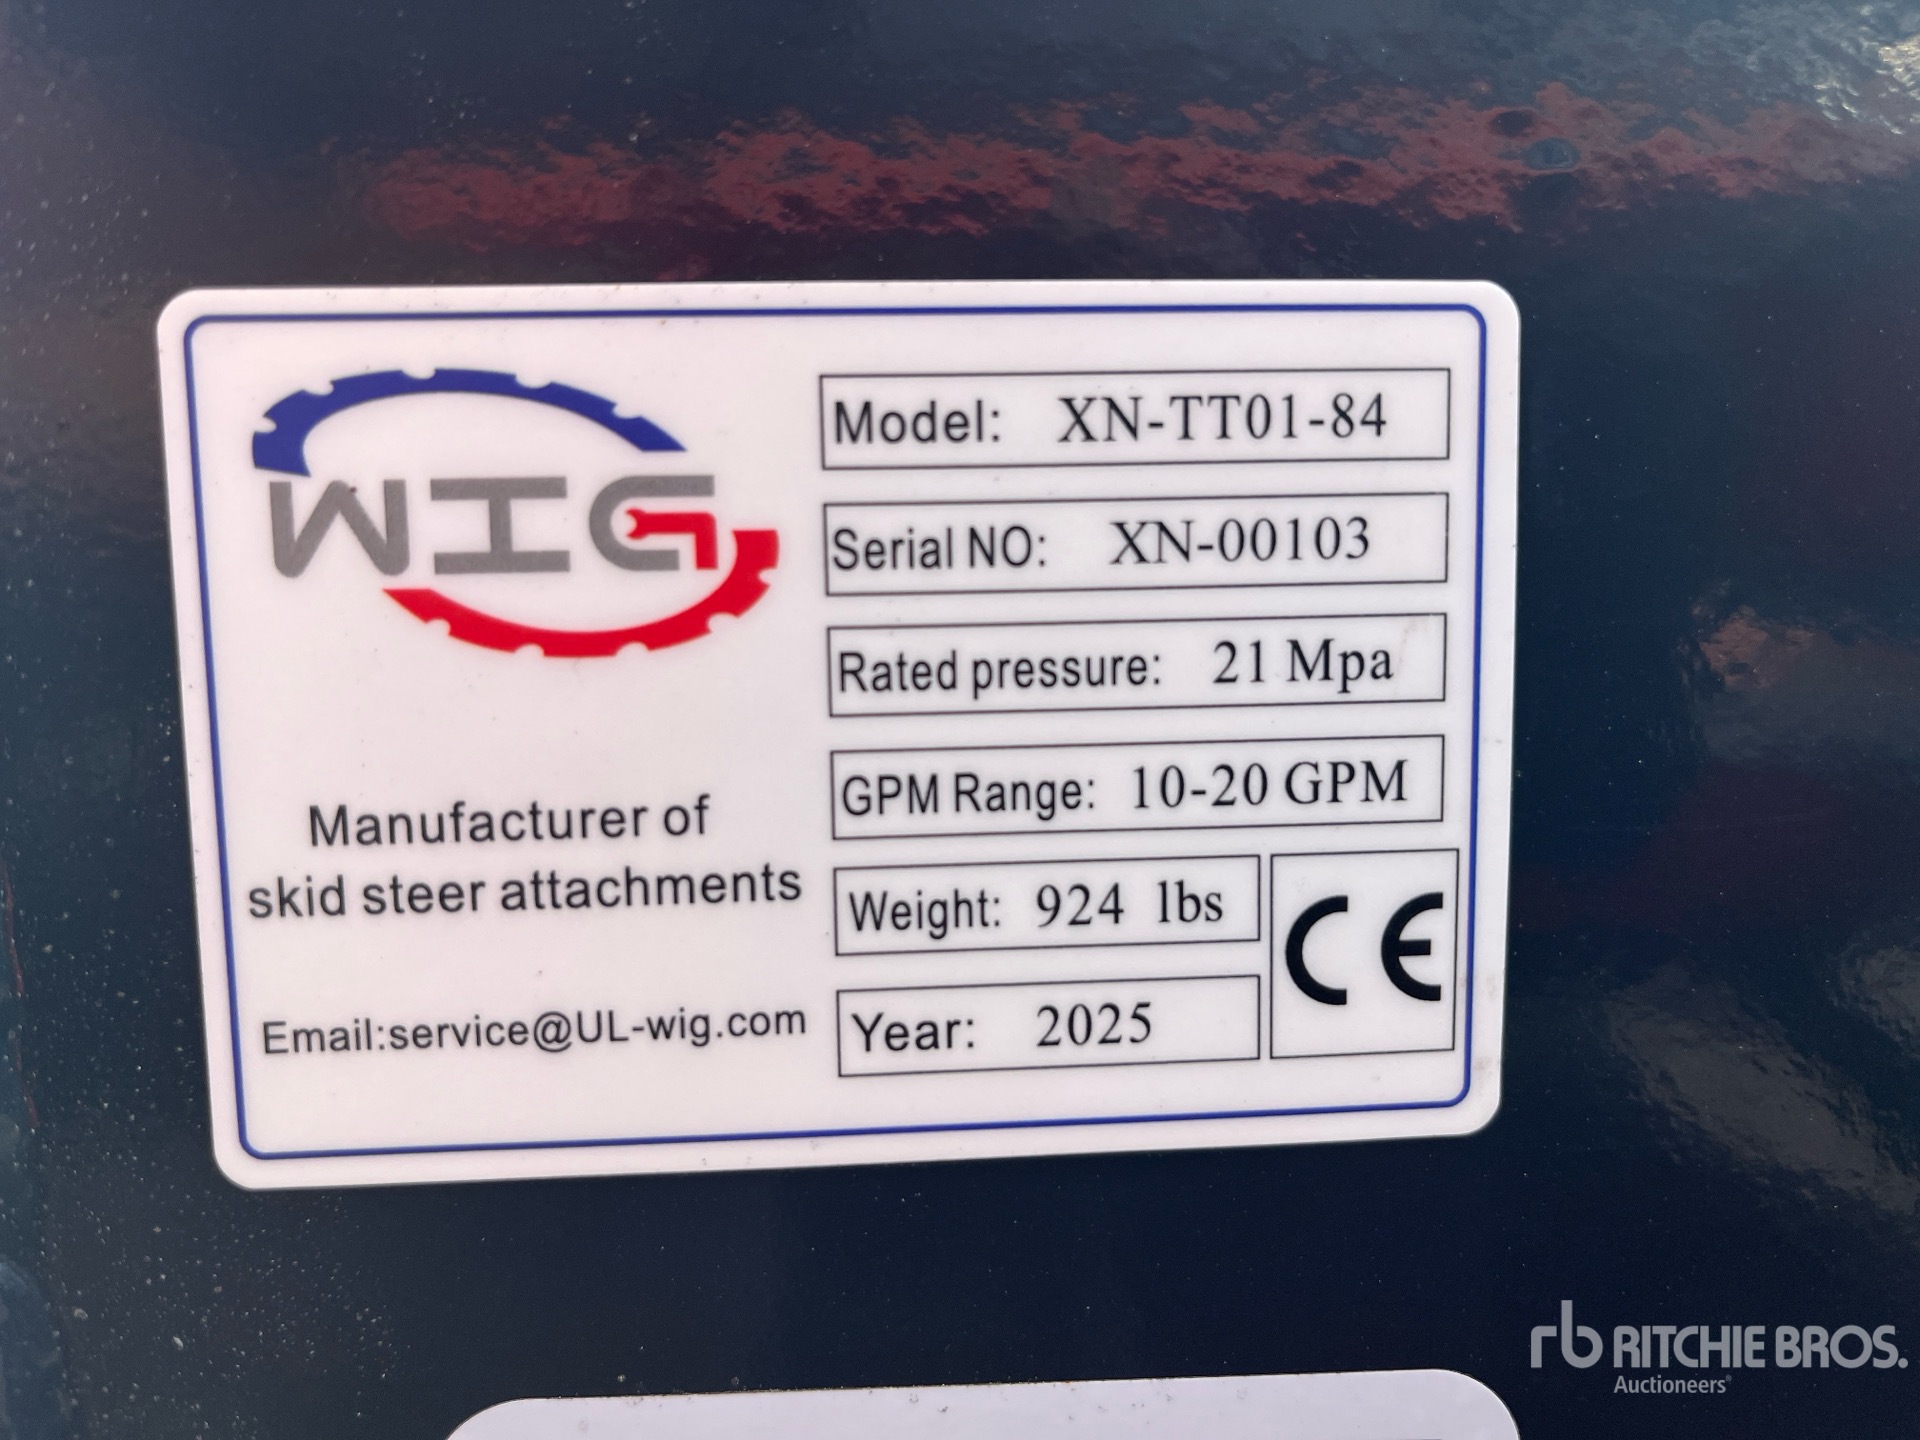 WIG
Manufacturer of
skid steer attachments
Email:service@UL-wig.com
Model: XN-TT01-84
Serial NO: XN-00103
Rated pressure: 21 Mpa
GPM Range: 10-20 GPM
Weight: 924 lbs
Year: 2025
CE
rb RITCHIE BROS.
Auctioneers